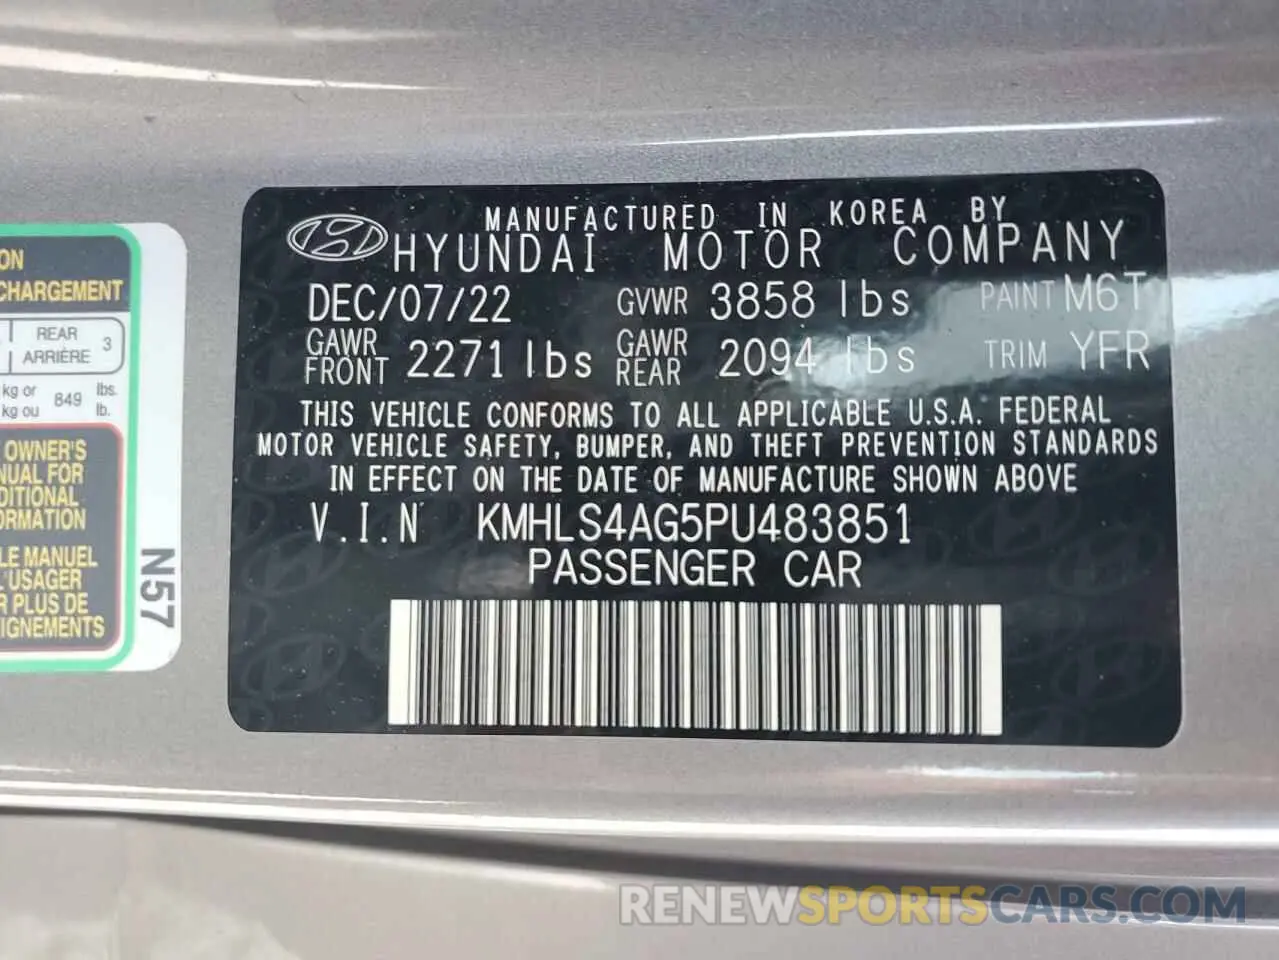 ON
CHARGEMENT
REAR
ARRIÈRE 3
kg or 849 lbs.
kg ou lb.
OWNER'S
NUAL FOR
DITIONAL
ORMATION
LE MANUEL
L'USAGER
R PLUS DE
IGNEMENTS
N57
MANUFACTURED IN KOREA BY
HYUNDAI MOTOR COMPANY
DEC/07/22 GVWR 3858 lbs PAINT M6T
GAWR FRONT 2271 lbs GAWR REAR 2094 lbs TRIM YFR
THIS VEHICLE CONFORMS TO ALL APPLICABLE U.S.A. FEDERAL
MOTOR VEHICLE SAFETY, BUMPER, AND THEFT PREVENTION STANDARDS
IN EFFECT ON THE DATE OF MANUFACTURE SHOWN ABOVE
V.I.N KMHLS4AG5PU483851
PASSENGER CAR
RENEWSPORTSCARS.COM